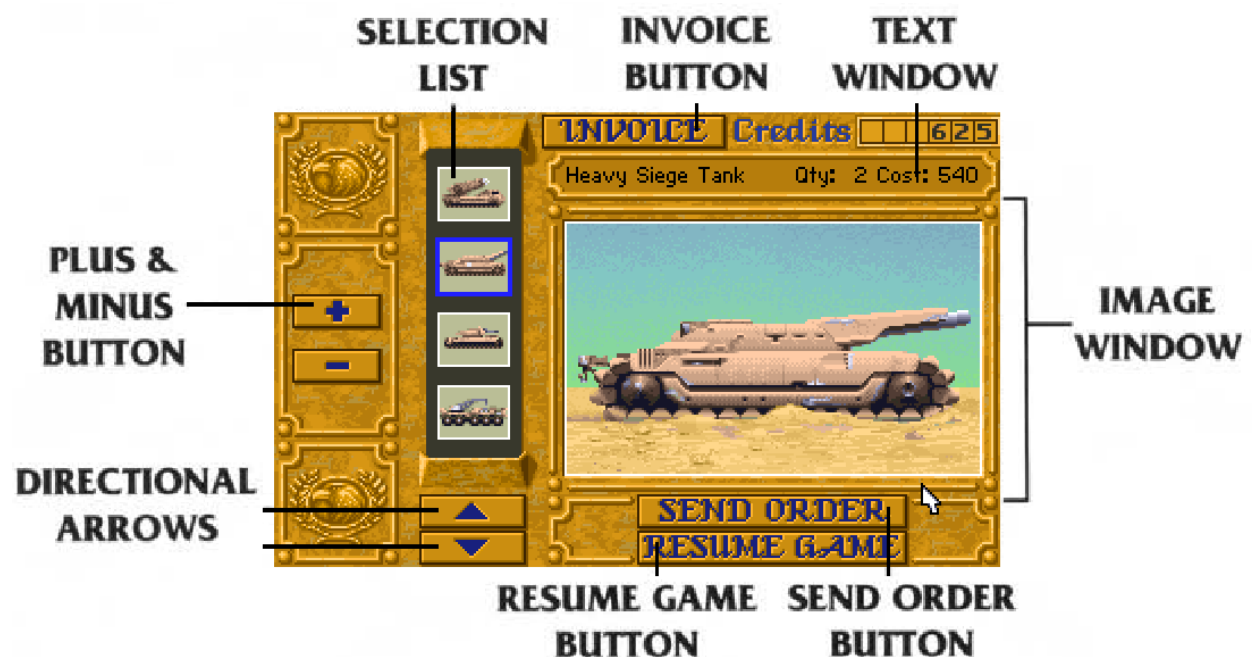 SELECTION
LIST
INVOICE
BUTTON
TEXT
WINDOW
INVOICE Credits 625
Heavy Siege Tank Qty: 2 Cost: 540
PLUS &
MINUS
BUTTON
+
-
IMAGE
WINDOW
DIRECTIONAL
ARROWS
SEND ORDER
RESUME GAME
RESUME GAME
BUTTON
SEND ORDER
BUTTON